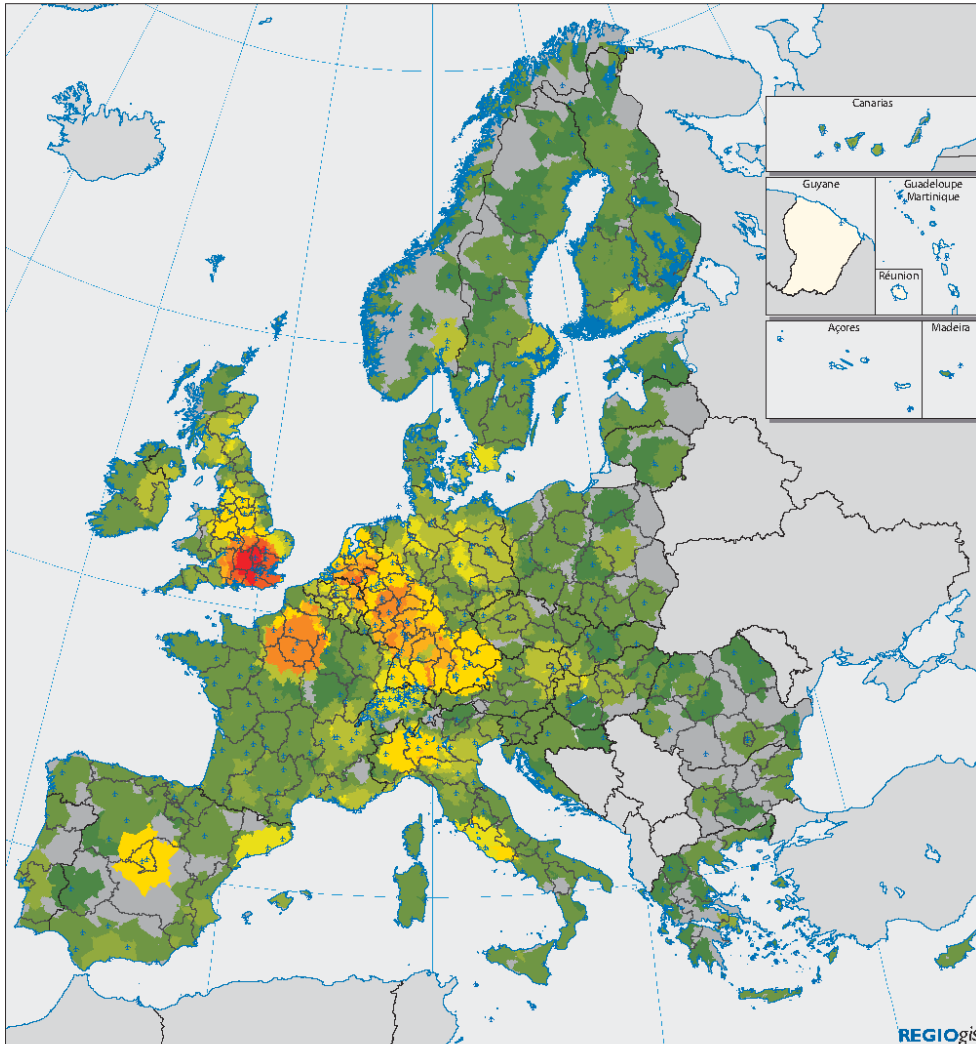 Canarias
Guyane
Guadeloupe
Martinique
Réunion
Açores
Madeira
REGIOgis